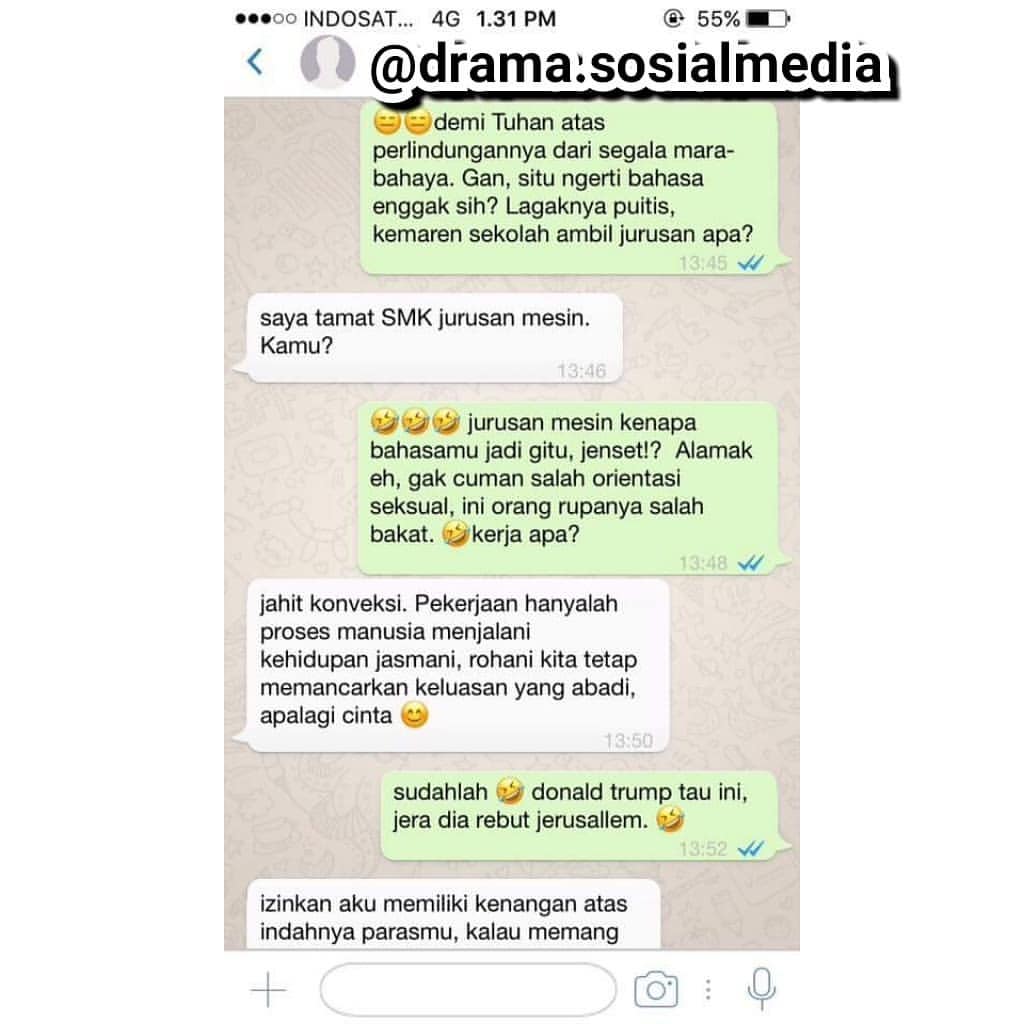 INDOSAT... 4G 1.31 PM 55%
@drama.sosialmedia
😑😑demi Tuhan atas
perlindungannya dari segala mara-
bahaya. Gan, situ ngerti bahasa
enggak sih? Lagaknya puitis,
kemaren sekolah ambil jurusan apa?
13:45
saya tamat SMK jurusan mesin.
Kamu?
13:46
🤣🤣🤣 jurusan mesin kenapa
bahasamu jadi gitu, jenset!? Alamak
eh, gak cuman salah orientasi
seksual, ini orang rupanya salah
bakat. 🤣kerja apa?
13:48
jahit konveksi. Pekerjaan hanyalah
proses manusia menjalani
kehidupan jasmani, rohani kita tetap
memancarkan keluasan yang abadi,
apalagi cinta 😊
13:50
sudahlah 🤣 donald trump tau ini,
jera dia rebut jerusallem. 🤣
13:52
izinkan aku memiliki kenangan atas
indahnya parasmu, kalau memang